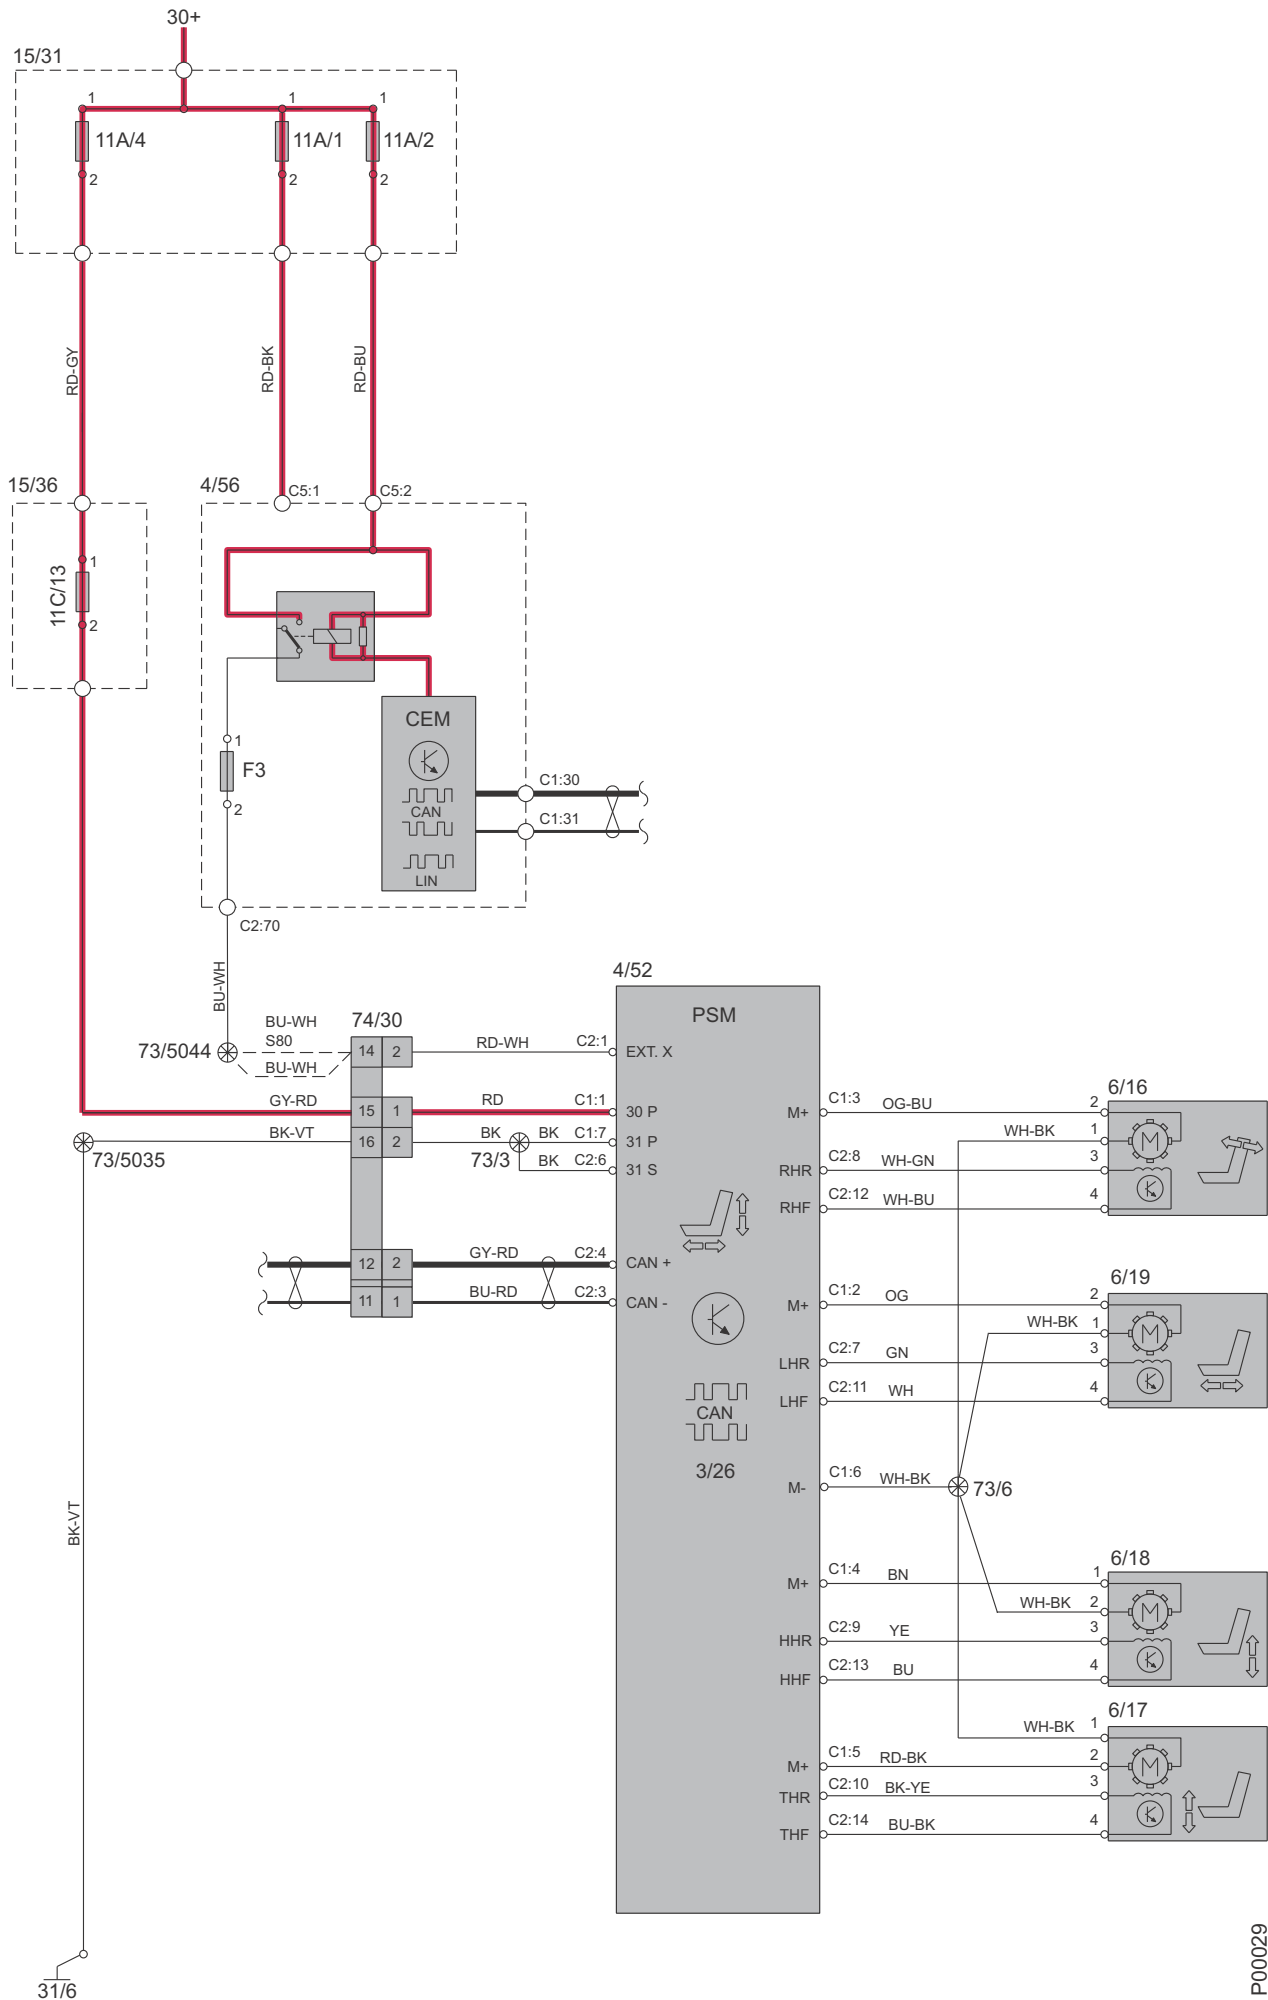 30+
15/31
1
1
1
11A/4
11A/1
11A/2
2
2
2
RD-GY
RD-BK
RD-BU
15/36
4/56
C5:1
C5:2
1
11C/13
2
CEM
1
F3
2
CAN
LIN
C1:30
C1:31
C2:70
BU-WH
4/52
PSM
BU-WH
S80
BU-WH
73/5044
74/30
14
2
RD-WH
C2:1
EXT. X
GY-RD
15
1
RD
C1:1
30 P
BK-VT
16
2
BK
BK
C1:7
31 P
73/5035
73/3
BK
C2:6
31 S
12
2
GY-RD
C2:4
CAN +
11
1
BU-RD
C2:3
CAN -
CAN
3/26
6/16
M+
C1:3
OG-BU
2
WH-BK
1
RHR
C2:8
WH-GN
3
RHF
C2:12
WH-BU
4
M
6/19
M+
C1:2
OG
2
WH-BK
1
LHR
C2:7
GN
3
LHF
C2:11
WH
4
M
M-
C1:6
WH-BK
73/6
6/18
M+
C1:4
BN
1
WH-BK
2
HHR
C2:9
YE
3
HHF
C2:13
BU
4
M
6/17
WH-BK
1
M+
C1:5
RD-BK
2
THR
C2:10
BK-YE
3
THF
C2:14
BU-BK
4
M
BK-VT
31/6
P00029